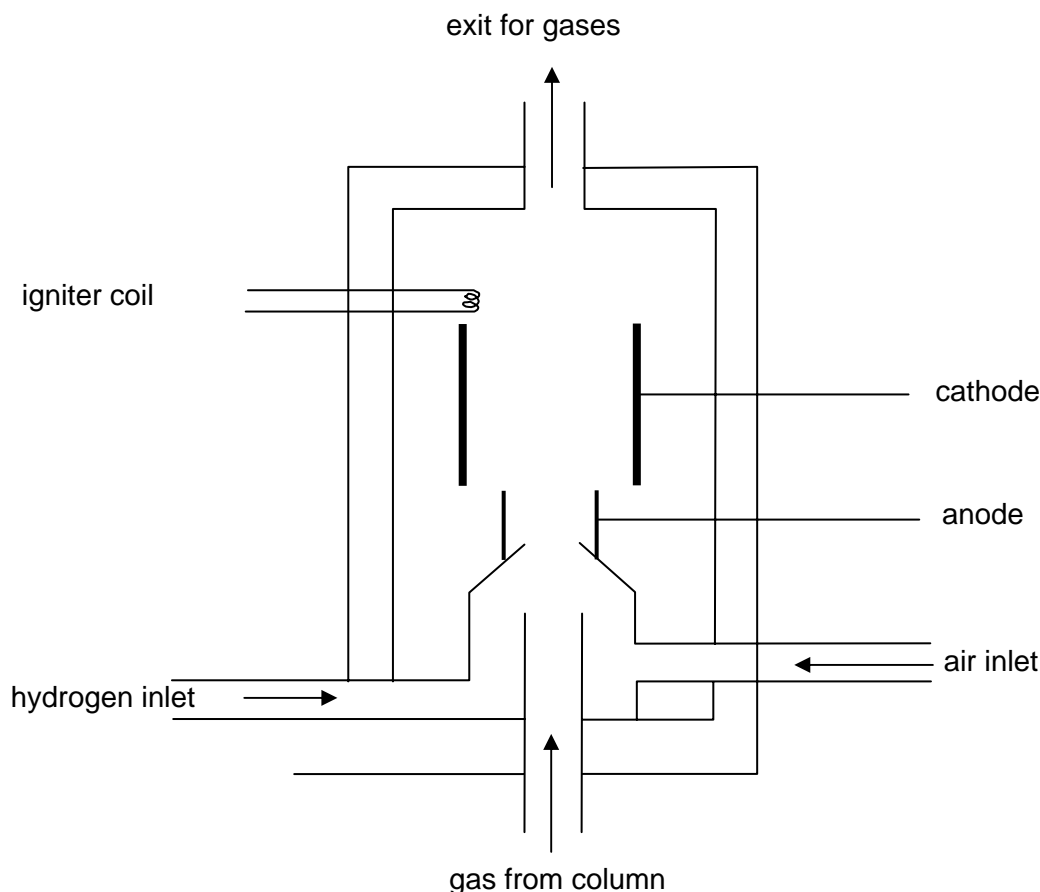 exit for gases
igniter coil
cathode
anode
air inlet
hydrogen inlet
gas from column